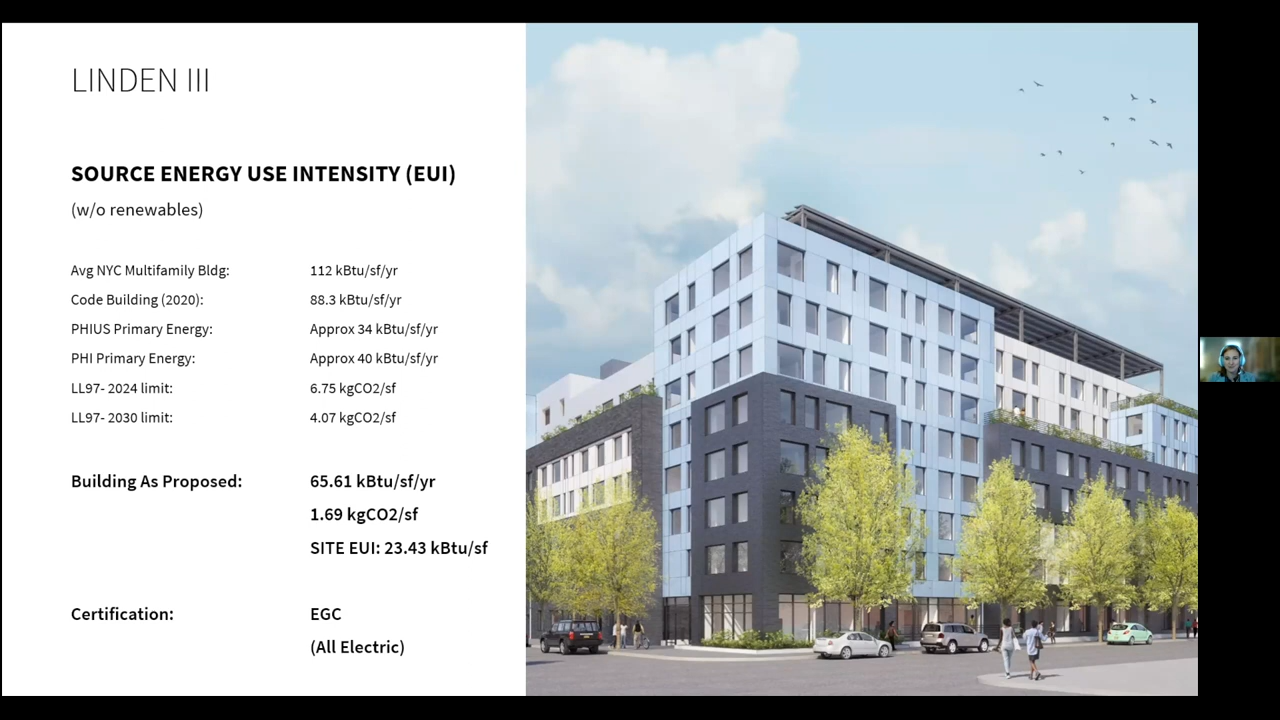 LINDEN III
SOURCE ENERGY USE INTENSITY (EUI)
(w/o renewables)
Avg NYC Multifamily Bldg: 112 kBtu/sf/yr
Code Building (2020): 88.3 kBtu/sf/yr
PHIUS Primary Energy: Approx 34 kBtu/sf/yr
PHI Primary Energy: Approx 40 kBtu/sf/yr
LL97- 2024 limit: 6.75 kgCO2/sf
LL97- 2030 limit: 4.07 kgCO2/sf
Building As Proposed: 65.61 kBtu/sf/yr
1.69 kgCO2/sf
SITE EUI: 23.43 kBtu/sf
Certification: EGC
(All Electric)